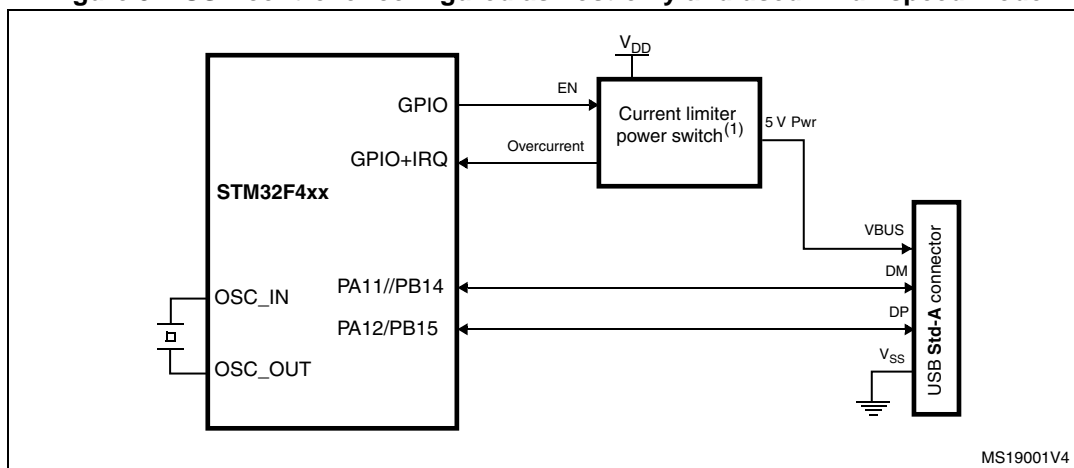 V_DD
EN
GPIO
Current limiter
power switch(1)
5 V Pwr
Overcurrent
GPIO+IRQ
STM32F4xx
VBUS
DM
PA11//PB14
OSC_IN
DP
PA12/PB15
V_SS
OSC_OUT
USB Std-A connector
MS19001V4